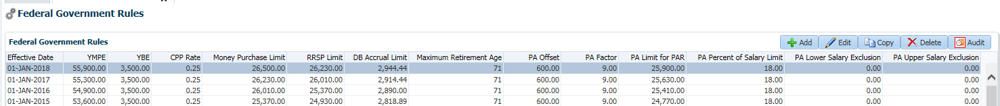 Federal Government Rules
Federal Government Rules Add Edit Copy Delete Audit
Effective Date YMPE YBE CPP Rate Money Purchase Limit RRSP Limit DB Accrual Limit Maximum Retirement Age PA Offset PA Factor PA Limit for PAR PA Percent of Salary Limit PA Lower Salary Exclusion PA Upper Salary Exclusion
01-JAN-2018 55,900.00 3,500.00 0.25 26,500.00 26,230.00 2,944.44 71 600.00 9.00 25,900.00 18.00 0.00 0.00
01-JAN-2017 55,300.00 3,500.00 0.25 26,230.00 26,010.00 2,914.44 71 600.00 9.00 25,630.00 18.00 0.00 0.00
01-JAN-2016 54,900.00 3,500.00 0.25 26,010.00 25,370.00 2,890.00 71 600.00 9.00 25,410.00 18.00 0.00 0.00
01-JAN-2015 53,600.00 3,500.00 0.25 25,370.00 24,930.00 2,818.89 71 600.00 9.00 24,770.00 18.00 0.00 0.00